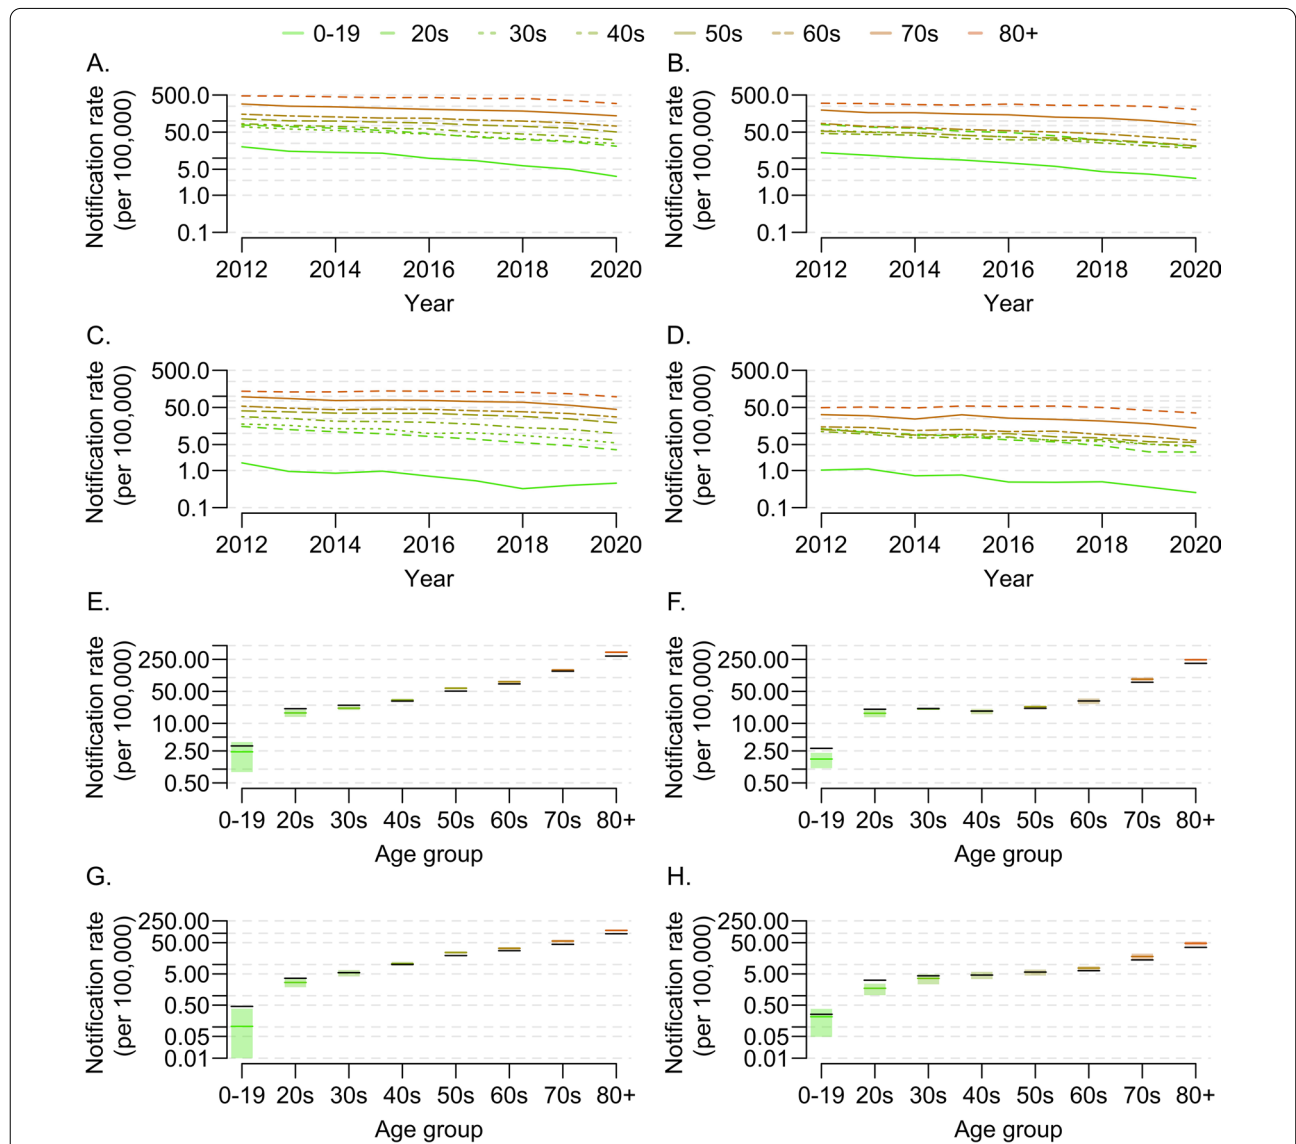 0-19 20s 30s 40s 50s 60s 70s 80+
A.
Notification rate
(per 100,000)
500.0
50.0
5.0
1.0
0.1
2012 2014 2016 2018 2020
Year
B.
Notification rate
(per 100,000)
500.0
50.0
5.0
1.0
0.1
2012 2014 2016 2018 2020
Year
C.
Notification rate
(per 100,000)
500.0
50.0
5.0
1.0
0.1
2012 2014 2016 2018 2020
Year
D.
Notification rate
(per 100,000)
500.0
50.0
5.0
1.0
0.1
2012 2014 2016 2018 2020
Year
E.
Notification rate
(per 100,000)
250.00
50.00
10.00
2.50
0.50
0-19 20s 30s 40s 50s 60s 70s 80+
Age group
F.
Notification rate
(per 100,000)
250.00
50.00
10.00
2.50
0.50
0-19 20s 30s 40s 50s 60s 70s 80+
Age group
G.
Notification rate
(per 100,000)
250.00
50.00
5.00
0.50
0.05
0.01
0-19 20s 30s 40s 50s 60s 70s 80+
Age group
H.
Notification rate
(per 100,000)
250.00
50.00
5.00
0.50
0.05
0.01
0-19 20s 30s 40s 50s 60s 70s 80+
Age group